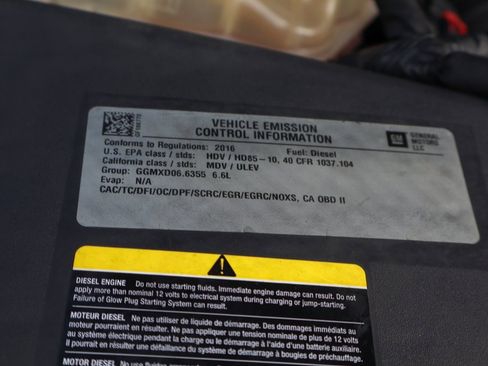 VEHICLE EMISSION
CONTROL INFORMATION
GM GENERAL
MOTORS
LLC
Conforms to Regulations: 2016 Fuel: Diesel
U.S. EPA class / stds: HDV / HD85-10, 40 CFR 1037.104
California class / stds: MDV / ULEV
Group: GGMXD06.6355 6.6L
Evap: N/A
CAC/TC/DFI/OC/DPF/SCRC/EGR/EGRC/NOXS, CA OBD II
DIESEL ENGINE Do not use starting fluids. Immediate engine damage can result. Do not
apply more than nominal 12 volts to electrical system during charging or jump-starting.
Failure of Glow Plug Starting System can result.
MOTEUR DIESEL Ne pas utiliser de liquide de démarrage. Des dommages immédiats au
moteur pourraient en résulter. Ne pas appliquer une tension nominale de plus de 12 volts
au système électrique pendant la charge ou le démarrage à l'aide d'une batterie auxiliaire.
Il pourrait en résulter une défaillance du système de démarrage à bougies de préchauffage.
MOTOR DIESEL No use fluidos